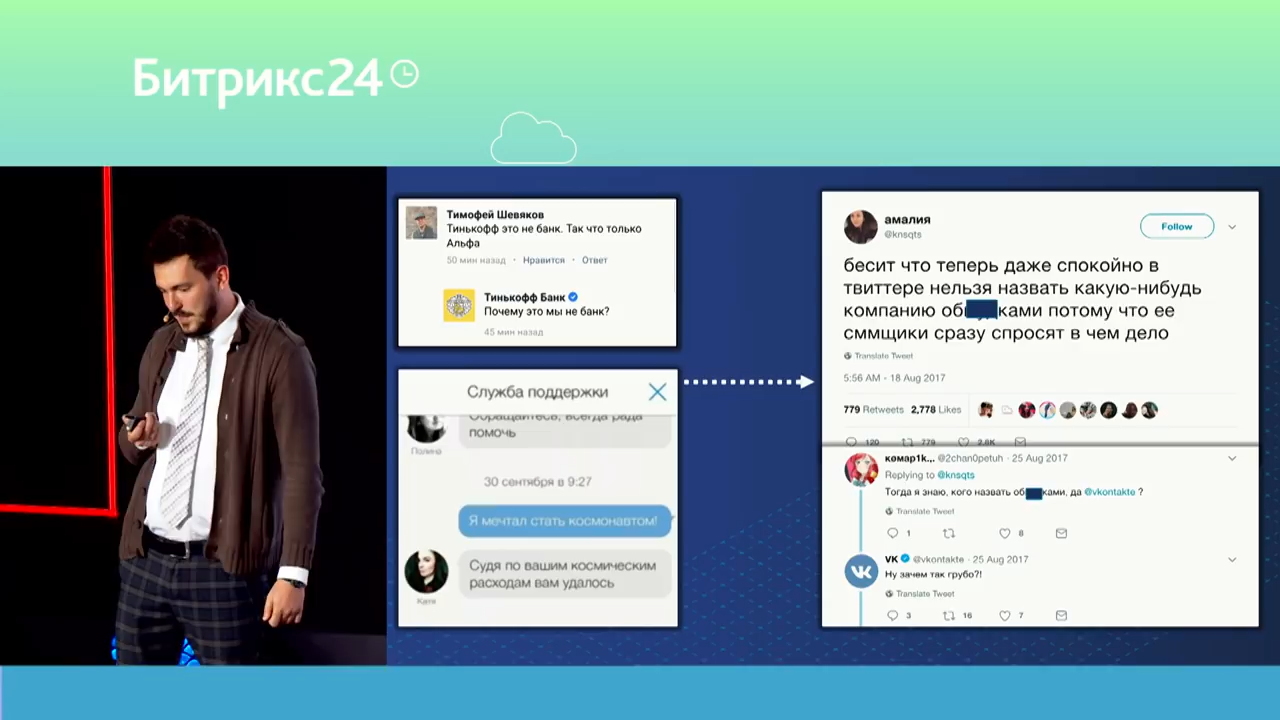 Битрикс24
Тимофей Шевяков
Тинькофф это не банк. Так что только
Альфа
50 мин назад · Нравится · Ответ
Тинькофф Банк
Почему это мы не банк?
45 мин назад
Служба поддержки
Обращайтесь, всегда рада
помочь
Полина
30 сентября в 9:27
Я мечтал стать космонавтом!
Судя по вашим космическим
расходам вам удалось
Катя
амалия
@knsqts
Follow
бесит что теперь даже спокойно в
твиттере нельзя назвать какую-нибудь
компанию об ками потому что ее
сммщики сразу спросят в чем дело
Translate Tweet
5:56 AM - 18 Aug 2017
779 Retweets 2,778 Likes
120 779 2.8K
комар1k... @2chan0petuh · 25 Aug 2017
Replying to @knsqts
Тогда я знаю, кого назвать об ками, да @vkontakte ?
Translate Tweet
1 8
VK @vkontakte · 25 Aug 2017
Ну зачем так грубо?!
Translate Tweet
3 16 7